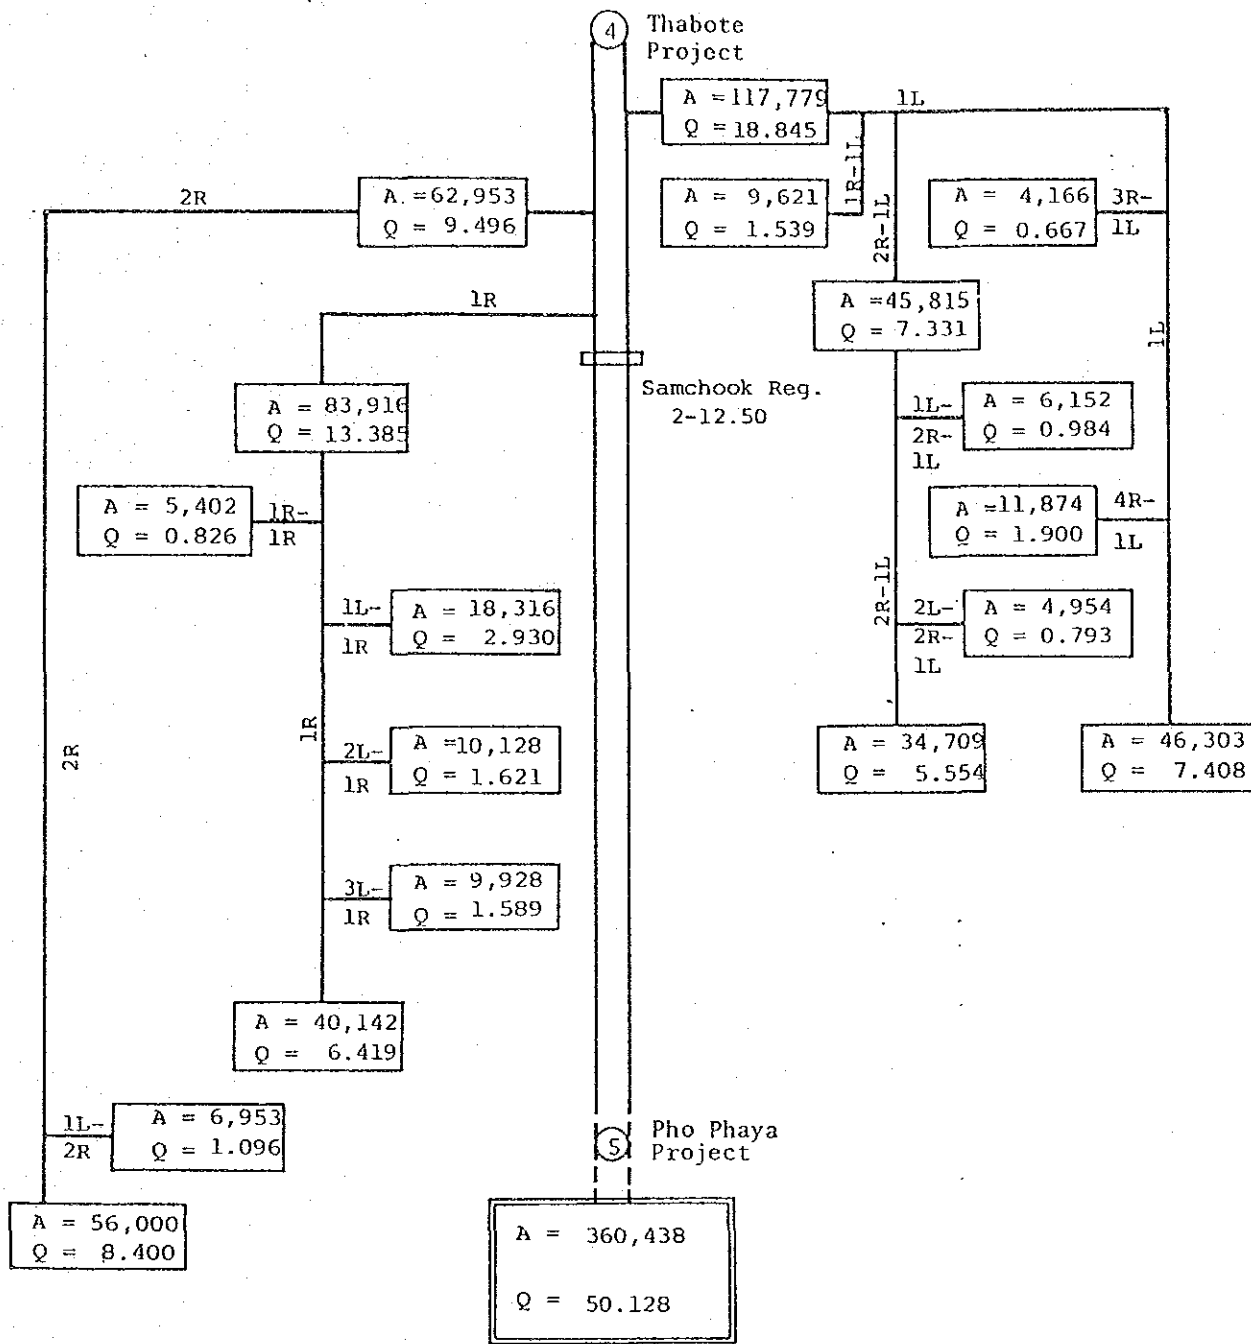 4
Thabote
Project
A =117,779
Q = 18.845
1L
1R-1L
2R-1L
A = 9,621
Q = 1.539
A = 4,166
Q = 0.667
3R-
1L
2R
A =62,953
Q = 9.496
1R
A =45,815
Q = 7.331
1L
Samchook Reg.
2-12.50
A = 83,916
Q = 13.385
1L-
2R-
1L
A = 6,152
Q = 0.984
A = 5,402
Q = 0.826
1R-
1R
A =11,874
Q = 1.900
4R-
1L
2R-1L
1L-
1R
A = 18,316
Q = 2.930
2L-
2R-
1L
A = 4,954
Q = 0.793
2R
1R
2L-
1R
A =10,128
Q = 1.621
A = 34,709
Q = 5.554
A = 46,303
Q = 7.408
3L-
1R
A = 9,928
Q = 1.589
A = 40,142
Q = 6.419
1L-
2R
A = 6,953
Q = 1.096
5
Pho Phaya
Project
A = 56,000
Q = 8.400
A = 360,438
Q = 50.128